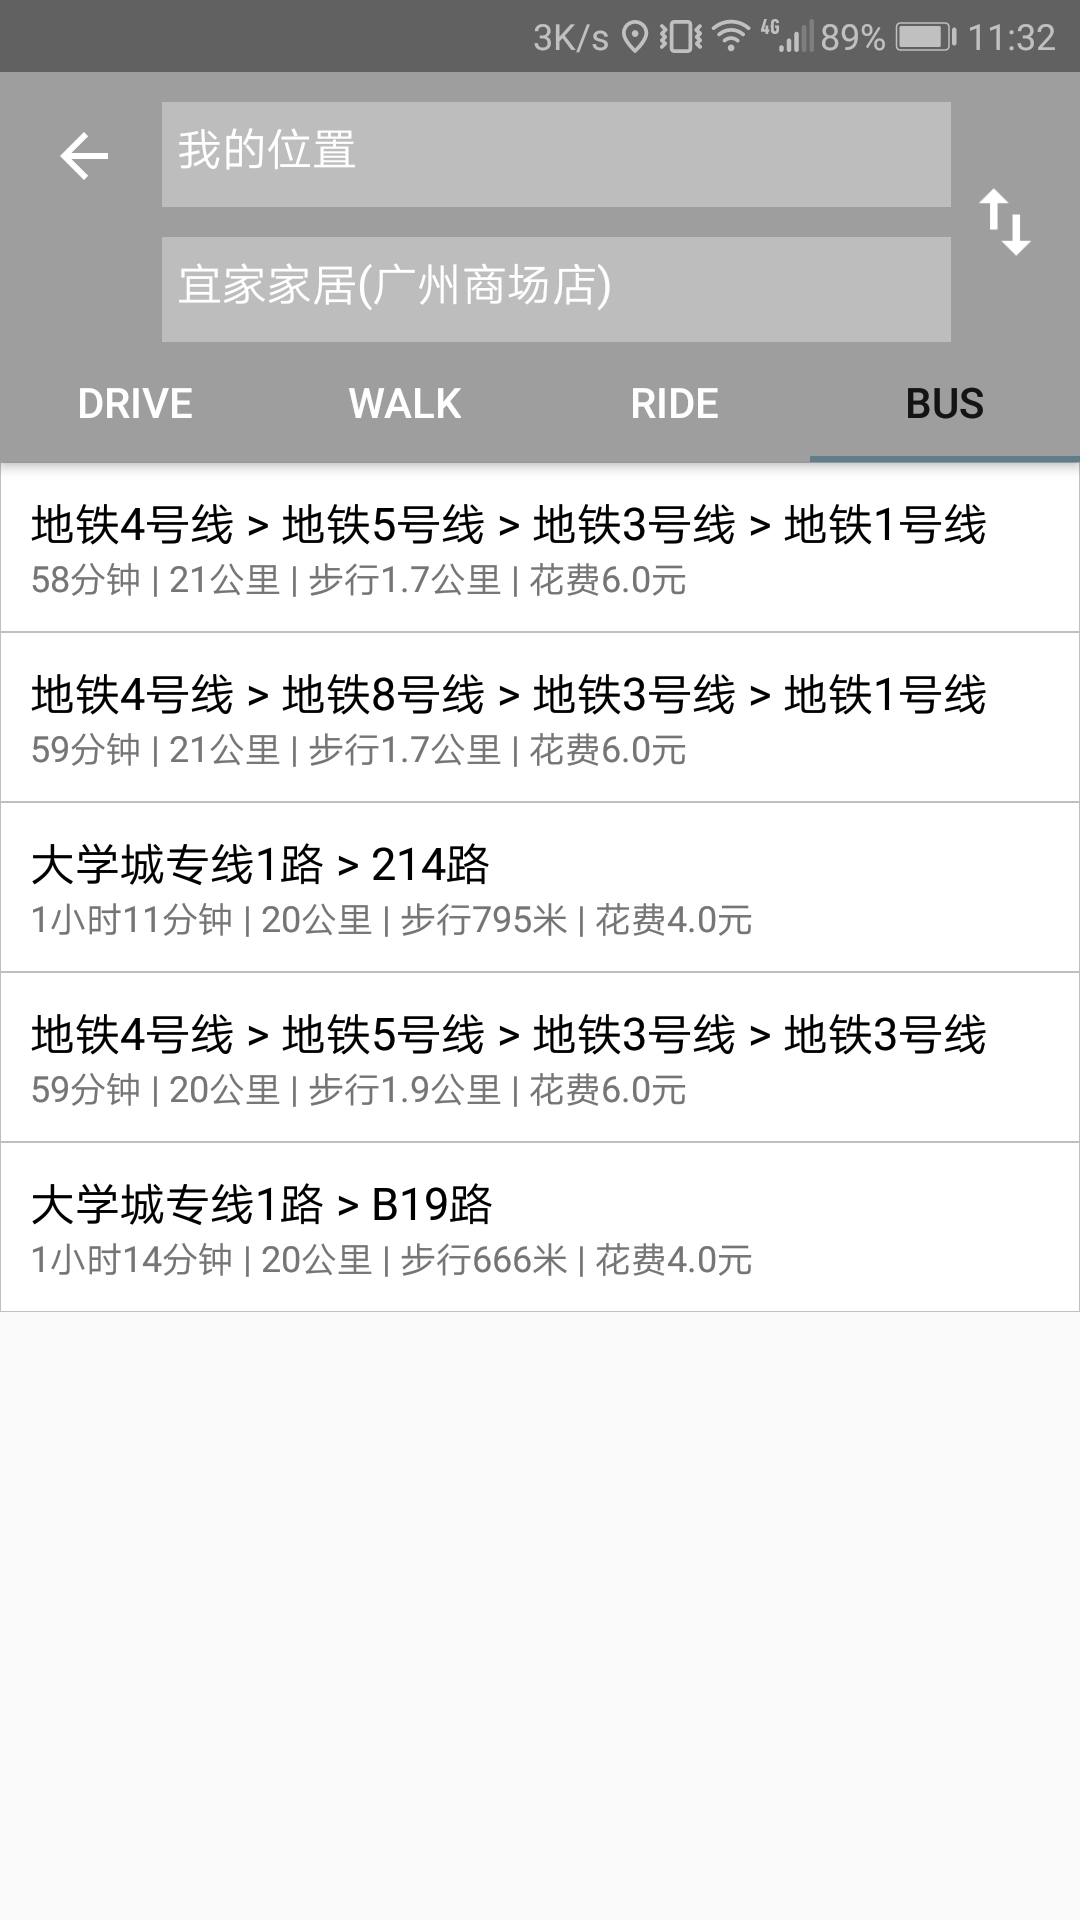 3K/s 4G 89% 11:32
我的位置
宜家家居(广州商场店)
DRIVE WALK RIDE BUS
地铁4号线 > 地铁5号线 > 地铁3号线 > 地铁1号线
58分钟 | 21公里 | 步行1.7公里 | 花费6.0元
地铁4号线 > 地铁8号线 > 地铁3号线 > 地铁1号线
59分钟 | 21公里 | 步行1.7公里 | 花费6.0元
大学城专线1路 > 214路
1小时11分钟 | 20公里 | 步行795米 | 花费4.0元
地铁4号线 > 地铁5号线 > 地铁3号线 > 地铁3号线
59分钟 | 20公里 | 步行1.9公里 | 花费6.0元
大学城专线1路 > B19路
1小时14分钟 | 20公里 | 步行666米 | 花费4.0元